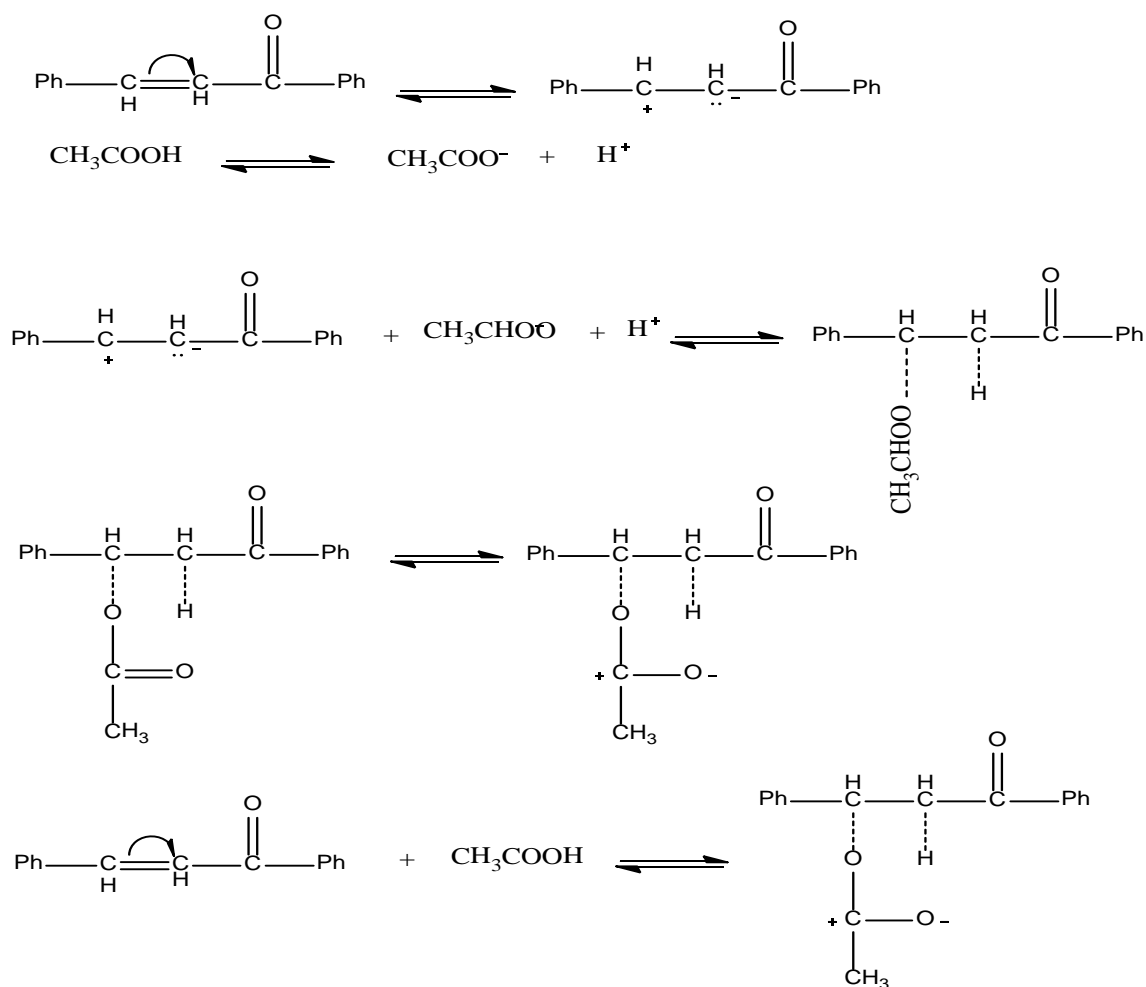 O
Ph C C C Ph
H H
O
H H
Ph C C C Ph
+ .. −
CH₃COOH CH₃COO− + H+
O
H H
Ph C C C Ph
+ .. −
+ CH₃CHOO− + H+
O
H H
Ph C C C Ph
H
CH₃CHOO
O
H H
Ph C C C Ph
O H
C O
CH₃
O
H H
Ph C C C Ph
O H
+ C O −
CH₃
O
Ph C C C Ph
H H
+ CH₃COOH
O
H H
Ph C C C Ph
O H
+ C O −
CH₃